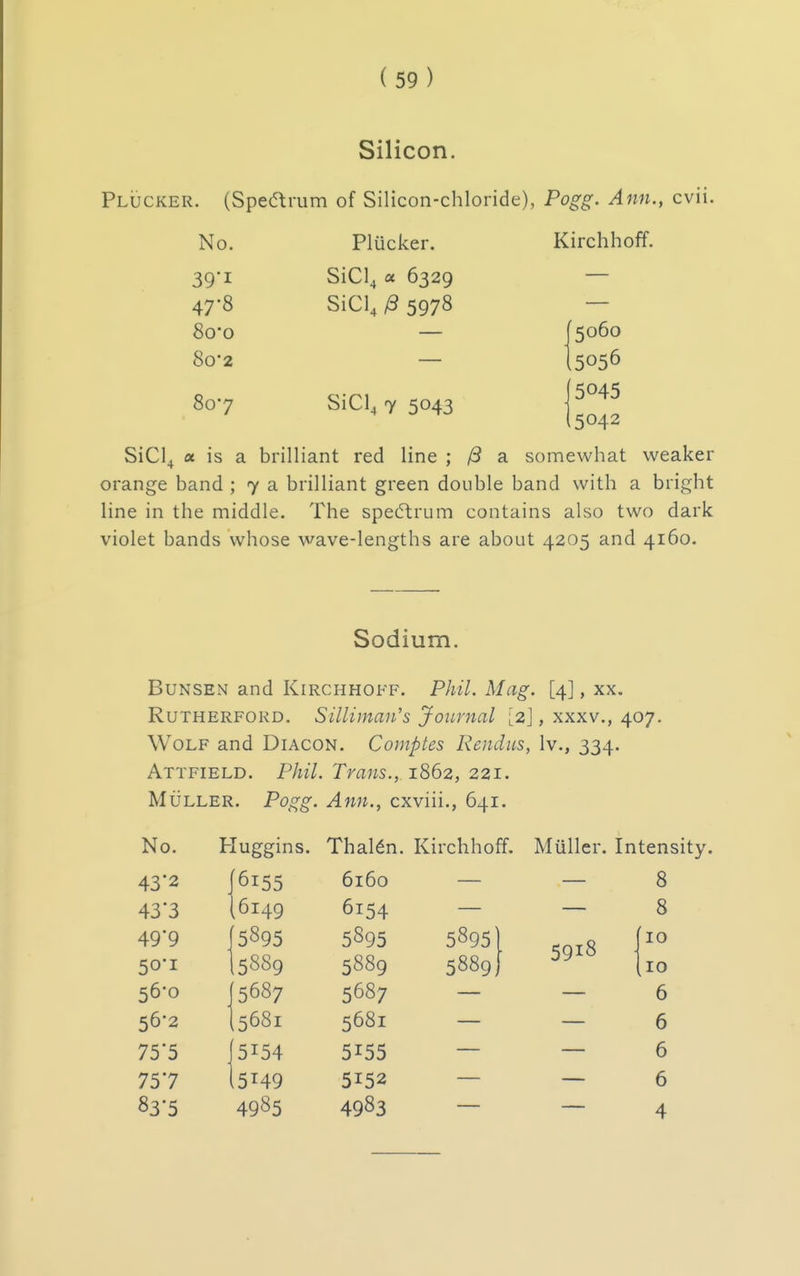 ( 59 )
Silicon.
PLÜCKER. (Spectrum of Silicon-chloride), Pogg. Ann., cvii.
No. Plücker. Kirchhoff.
39·1 SiCl₄ α 6329 —
47·8 SiCl₄ β 5978 —
80·0 — {5060
80·2 — {5056
80·7 SiCl₄ γ 5043 {5045
{5042
SiCl₄ α is a brilliant red line ; β a somewhat weaker
orange band ; γ a brilliant green double band with a bright
line in the middle. The spectrum contains also two dark
violet bands whose wave-lengths are about 4205 and 4160.
Sodium.
BUNSEN and KIRCHHOFF. Phil. Mag. [4] , xx.
RUTHERFORD. Silliman's Journal [2] , xxxv., 407.
WOLF and DIACON. Comptes Rendus, lv., 334.
ATTFIELD. Phil. Trans., 1862, 221.
MÜLLER. Pogg. Ann., cxviii., 641.
No. Huggins. Thalén. Kirchhoff. Müller. Intensity.
43·2 {6155 6160 — — 8
43·3 {6149 6154 — — 8
49·9 {5895 5895 5895} 5918 {10
50·1 {5889 5889 5889} {10
56·0 {5687 5687 — — 6
56·2 {5681 5681 — — 6
75·5 {5154 5155 — — 6
75·7 {5149 5152 — — 6
83·5 4985 4983 — — 4